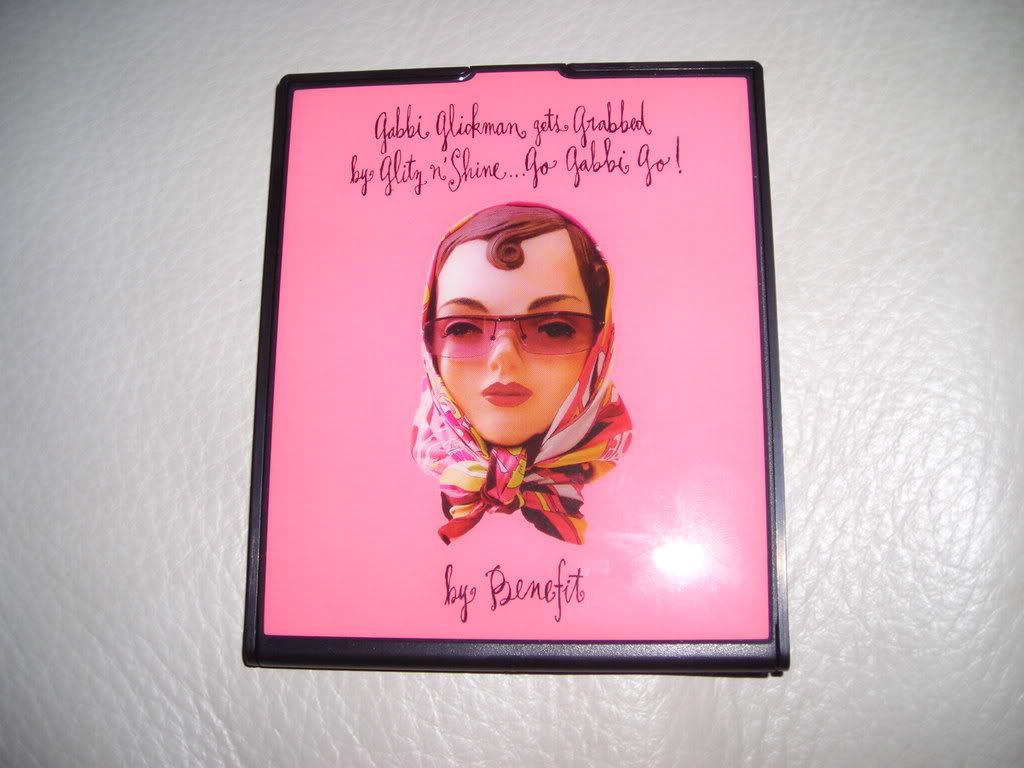 Gabbi Glickman gets Grabbed
by Glitz n' Shine...Go Gabbi Go!
by Benefit